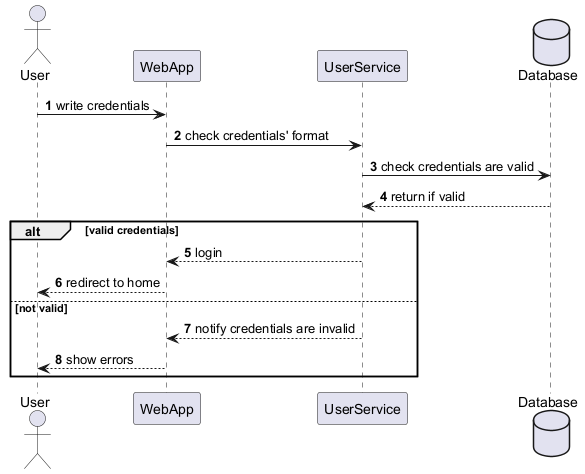 User
WebApp
UserService
Database
1 write credentials
2 check credentials' format
3 check credentials are valid
4 return if valid
alt [valid credentials]
5 login
6 redirect to home
[not valid]
7 notify credentials are invalid
8 show errors
User
WebApp
UserService
Database